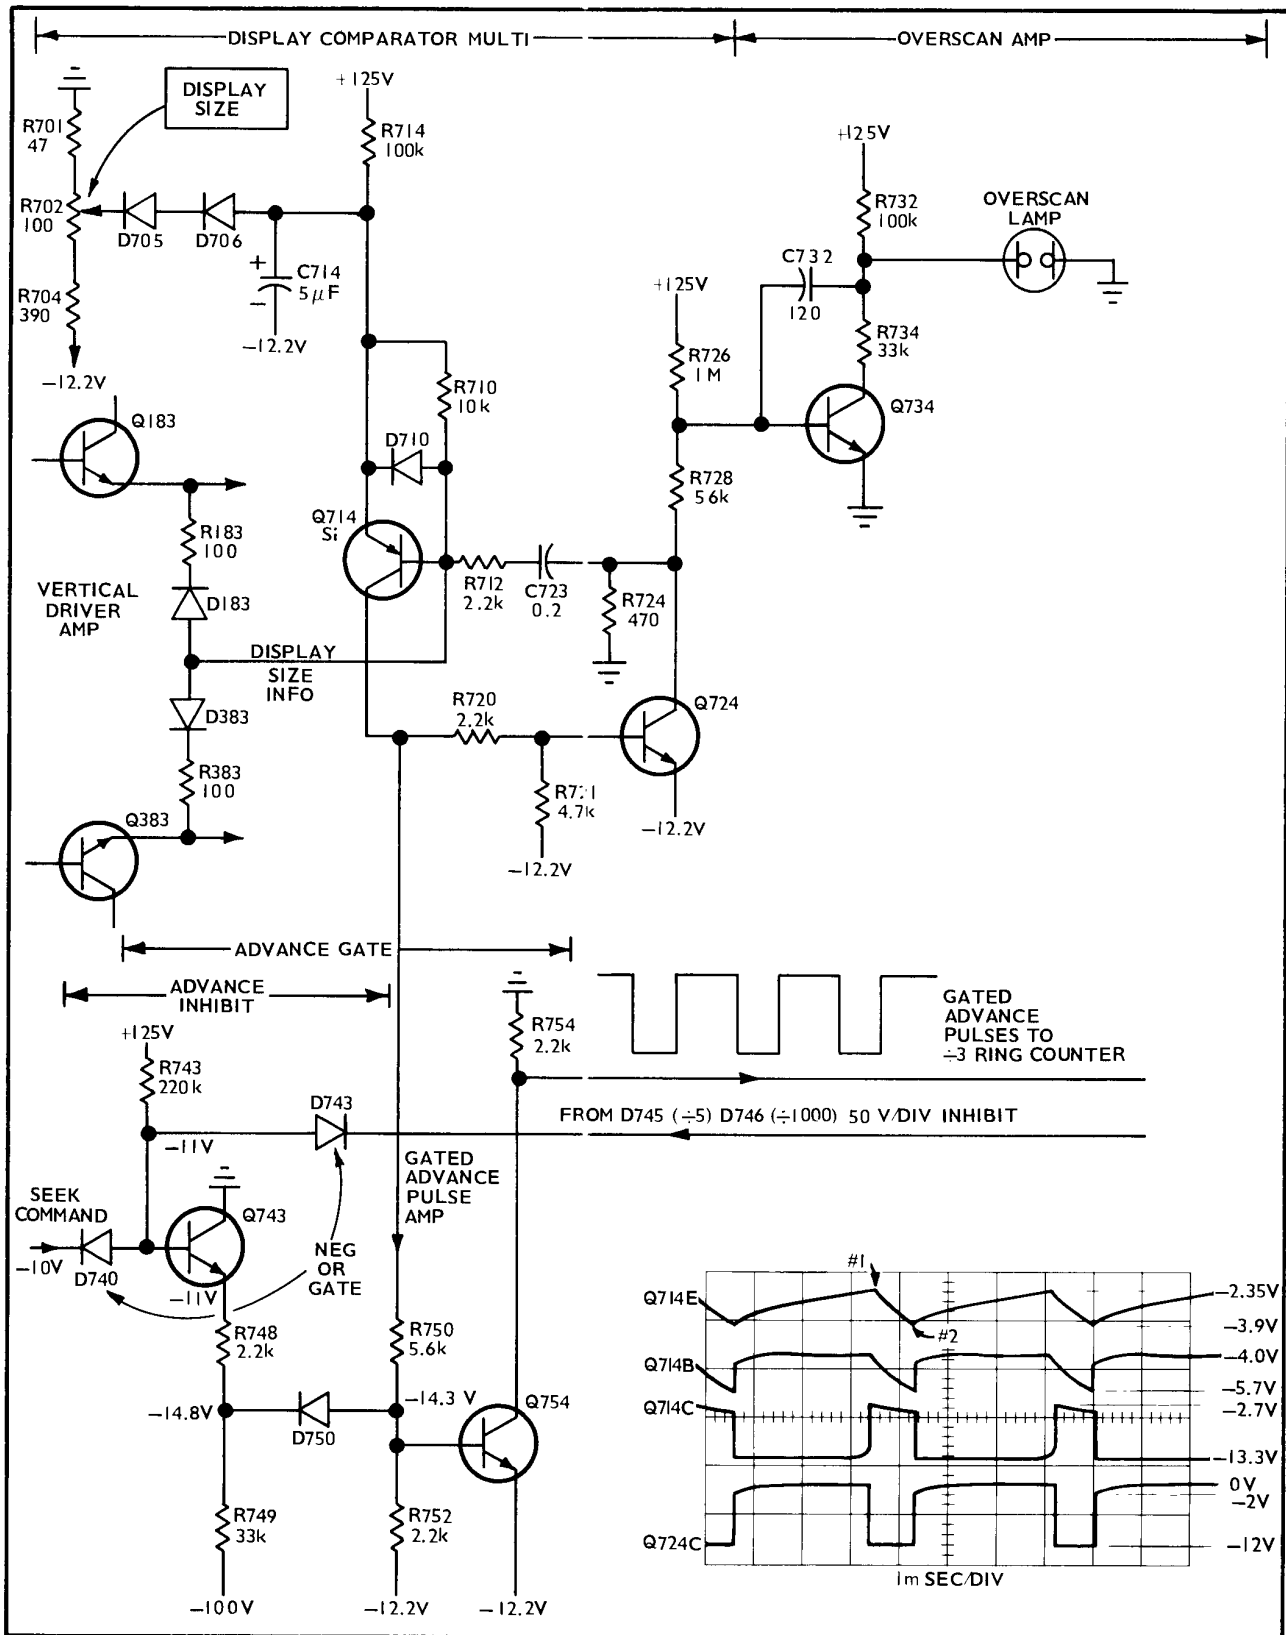 DISPLAY COMPARATOR MULTI
OVERSCAN AMP
DISPLAY
SIZE
+125V
R701
47
R714
100k
+125V
R702
100
D705
D706
R732
100k
OVERSCAN
LAMP
C714
5μF
+
−
−12.2V
C732
120
R704
390
−12.2V
+125V
R734
33k
R726
1M
R710
10k
Q183
Q734
D710
R728
56k
Q714
Si
R183
100
R712
2.2k
C723
0.2
R724
470
VERTICAL
DRIVER
AMP
D183
DISPLAY
SIZE
INFO
D383
R720
2.2k
Q724
R383
100
R721
4.7k
Q383
−12.2V
−12.2V
ADVANCE GATE
ADVANCE
INHIBIT
GATED
ADVANCE
PULSES TO
÷3 RING COUNTER
+125V
R754
2.2k
R743
220k
D743
FROM D745 (÷5) D746 (÷1000) 50 V/DIV INHIBIT
−11V
GATED
ADVANCE
PULSE
AMP
SEEK
COMMAND
Q743
−10V
D740
−11V
NEG
OR
GATE
#1
Q714E
−2.35V
#2
−3.9V
R748
2.2k
R750
5.6k
Q714B
−4.0V
−5.7V
−14.8V
D750
−14.3 V
Q754
Q714C
−2.7V
−13.3V
0V
−2V
R749
33k
R752
2.2k
Q724C
−12V
1m SEC/DIV
−100V
−12.2V
−12.2V